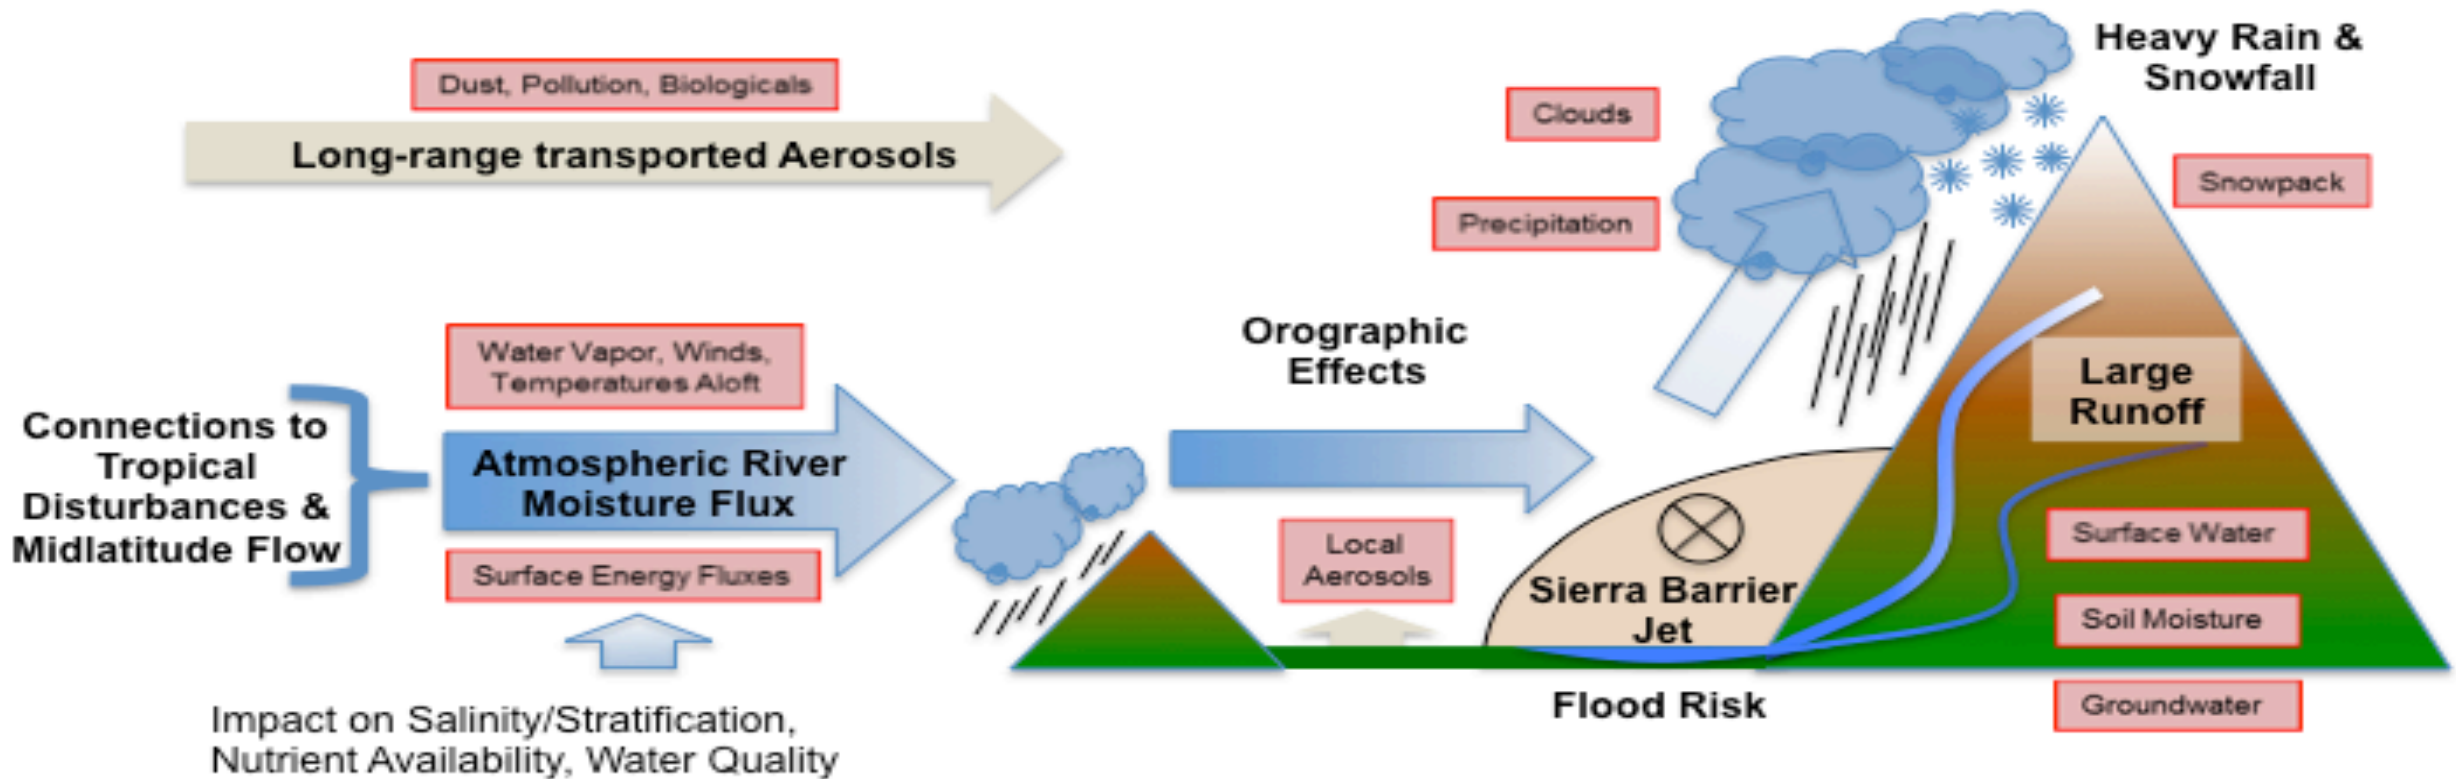 Dust, Pollution, Biologicals
Long-range transported Aerosols
Heavy Rain &
Snowfall
Clouds
Precipitation
Snowpack
Water Vapor, Winds,
Temperatures Aloft
Connections to
Tropical
Disturbances &
Midlatitude Flow
Atmospheric River
Moisture Flux
Surface Energy Fluxes
Impact on Salinity/Stratification,
Nutrient Availability, Water Quality
Orographic
Effects
Local
Aerosols
Sierra Barrier
Jet
Flood Risk
Large
Runoff
Surface Water
Soil Moisture
Groundwater